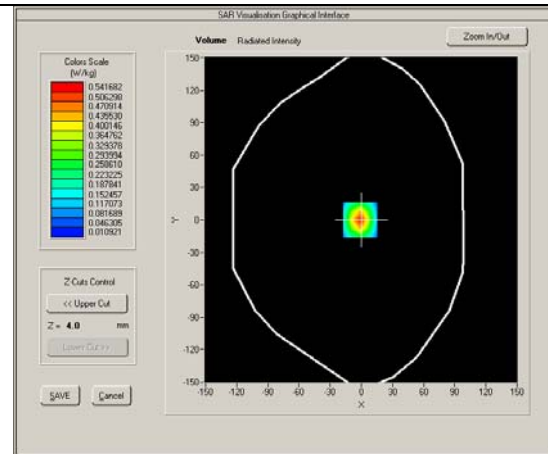 SAR Visualisation Graphical Interface
Volume Radiated Intensity
Zoom In/Out
Colors Scale
(W/kg)
0.541682
0.506298
0.470914
0.435530
0.400146
0.364762
0.329378
0.293994
0.258610
0.223225
0.187841
0.152457
0.117073
0.081689
0.046305
0.010921
Z Cuts Control
<< Upper Cut
Z = 4.0 mm
Lower Cut >>
SAVE Cancel
150
120
90
60
30
0
-30
-60
-90
-120
-150
Y
-150 -120 -90 -60 -30 0 30 60 90 120 150
X